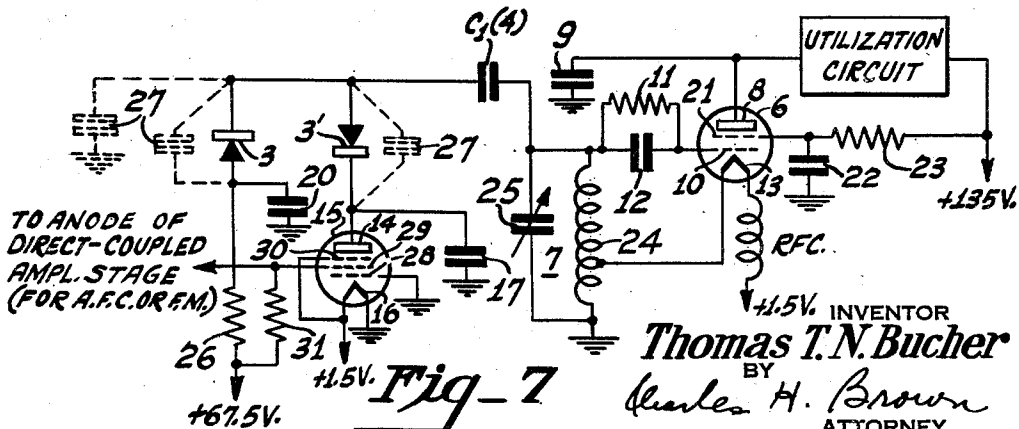 C₁(4)
9
UTILIZATION
CIRCUIT
11
21
8
6
27
3
3'
27
20
12
10
13
22
23
+135V.
TO ANODE OF
DIRECT-COUPLED
AMPL. STAGE
(FOR A.F.C. OR F.M.)
15
14
30
29
28
16
17
25
7
24
RFC.
+1.5V.
26
31
+1.5V.
+67.5V.
Fig_7
INVENTOR
Thomas T. N. Bucher
BY
Charles H. Brown
ATTORNEY